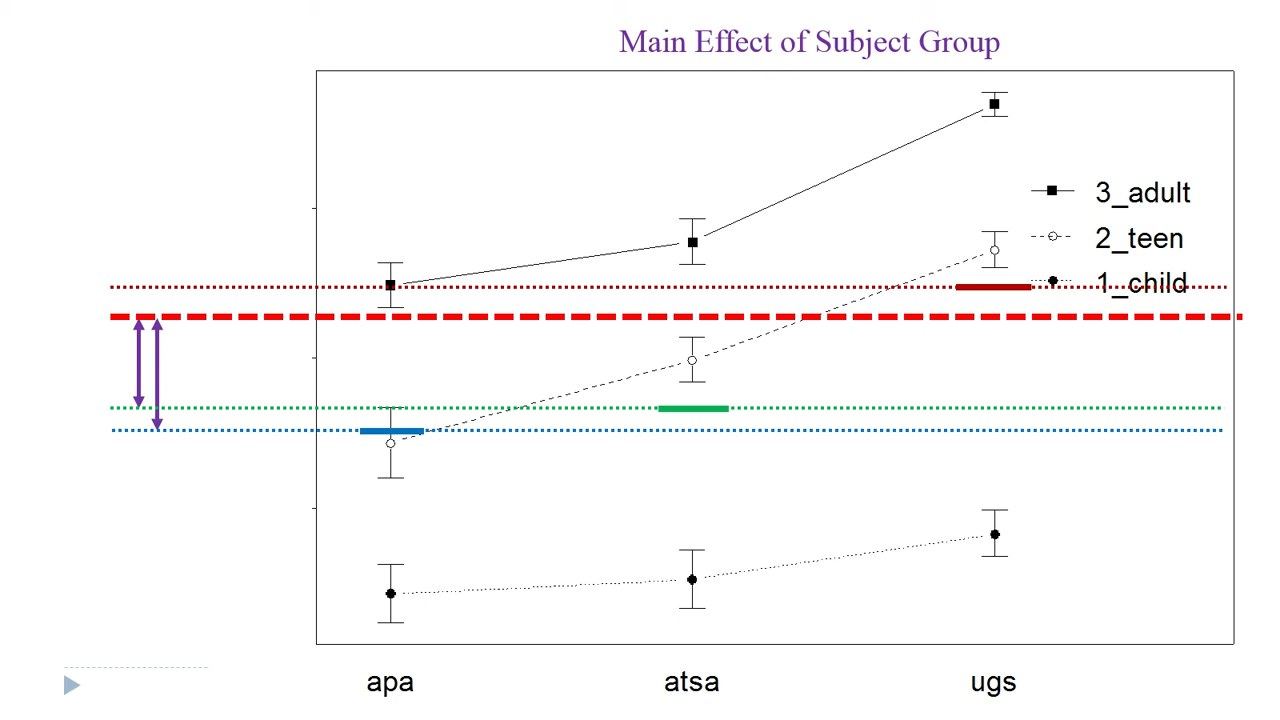 Main Effect of Subject Group
3_adult
2_teen
1_child
apa atsa ugs